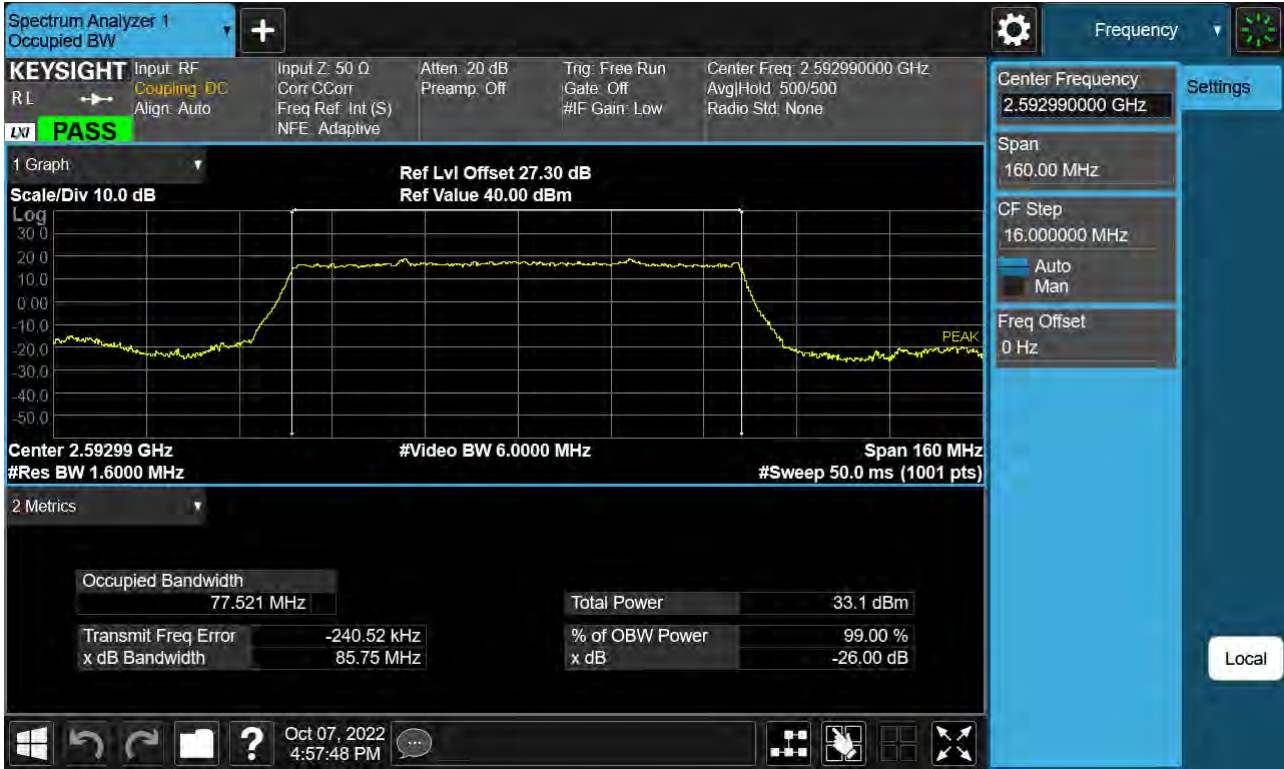 Spectrum Analyzer 1
Occupied BW
+
Frequency
KEYSIGHT
RL
LXI PASS
Input: RF
Coupling: DC
Align: Auto
Input Z: 50 Ω
Corr CCorr
Freq Ref: Int (S)
NFE: Adaptive
Atten: 20 dB
Preamp: Off
Trig: Free Run
Gate: Off
#IF Gain: Low
Center Freq: 2.592990000 GHz
Avg|Hold: 500/500
Radio Std: None
Center Frequency
2.592990000 GHz
Settings
Span
160.00 MHz
CF Step
16.000000 MHz
Auto
Man
Freq Offset
0 Hz
Local
1 Graph
Scale/Div 10.0 dB
Ref Lvl Offset 27.30 dB
Ref Value 40.00 dBm
Log
30.0
20.0
10.0
0.00
-10.0
-20.0
-30.0
-40.0
-50.0
PEAK
Center 2.59299 GHz
#Video BW 6.0000 MHz
Span 160 MHz
#Res BW 1.6000 MHz
#Sweep 50.0 ms (1001 pts)
2 Metrics
Occupied Bandwidth
77.521 MHz
Total Power 33.1 dBm
Transmit Freq Error -240.52 kHz
% of OBW Power 99.00 %
x dB Bandwidth 85.75 MHz
x dB -26.00 dB
?
Oct 07, 2022
4:57:48 PM